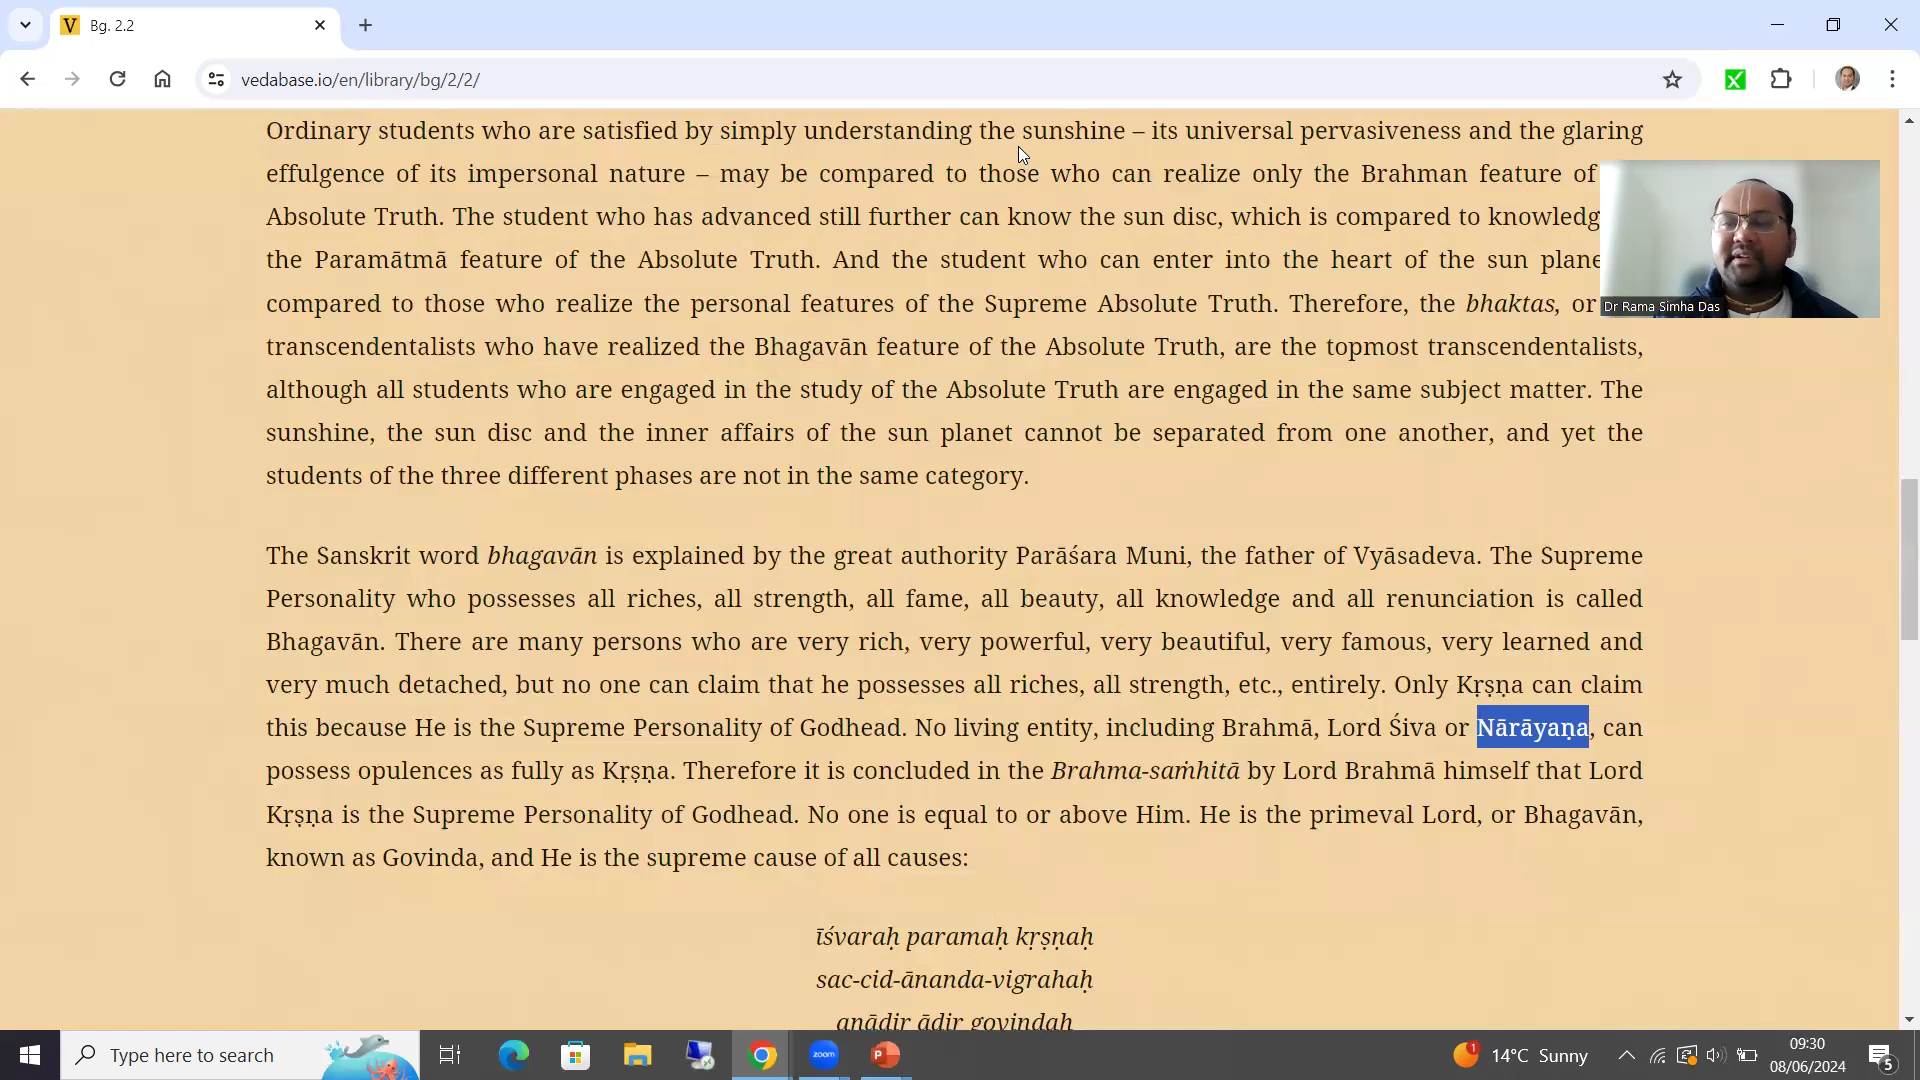 Bg. 2.2
vedabase.io/en/library/bg/2/2/
Ordinary students who are satisfied by simply understanding the sunshine – its universal pervasiveness and the glaring
effulgence of its impersonal nature – may be compared to those who can realize only the Brahman feature of
Absolute Truth. The student who has advanced still further can know the sun disc, which is compared to knowledg
the Paramātmā feature of the Absolute Truth. And the student who can enter into the heart of the sun plane
compared to those who realize the personal features of the Supreme Absolute Truth. Therefore, the bhaktas, or
Dr Rama Simha Das
transcendentalists who have realized the Bhagavān feature of the Absolute Truth, are the topmost transcendentalists,
although all students who are engaged in the study of the Absolute Truth are engaged in the same subject matter. The
sunshine, the sun disc and the inner affairs of the sun planet cannot be separated from one another, and yet the
students of the three different phases are not in the same category.
The Sanskrit word bhagavān is explained by the great authority Parāśara Muni, the father of Vyāsadeva. The Supreme
Personality who possesses all riches, all strength, all fame, all beauty, all knowledge and all renunciation is called
Bhagavān. There are many persons who are very rich, very powerful, very beautiful, very famous, very learned and
very much detached, but no one can claim that he possesses all riches, all strength, etc., entirely. Only Kṛṣṇa can claim
this because He is the Supreme Personality of Godhead. No living entity, including Brahmā, Lord Śiva or Nārāyaṇa, can
possess opulences as fully as Kṛṣṇa. Therefore it is concluded in the Brahma-saṁhitā by Lord Brahmā himself that Lord
Kṛṣṇa is the Supreme Personality of Godhead. No one is equal to or above Him. He is the primeval Lord, or Bhagavān,
known as Govinda, and He is the supreme cause of all causes:
īśvaraḥ paramaḥ kṛṣṇaḥ
sac-cid-ānanda-vigrahaḥ
anādir ādir govindaḥ
Type here to search
zoom
1
14°C Sunny
09:30
08/06/2024
5